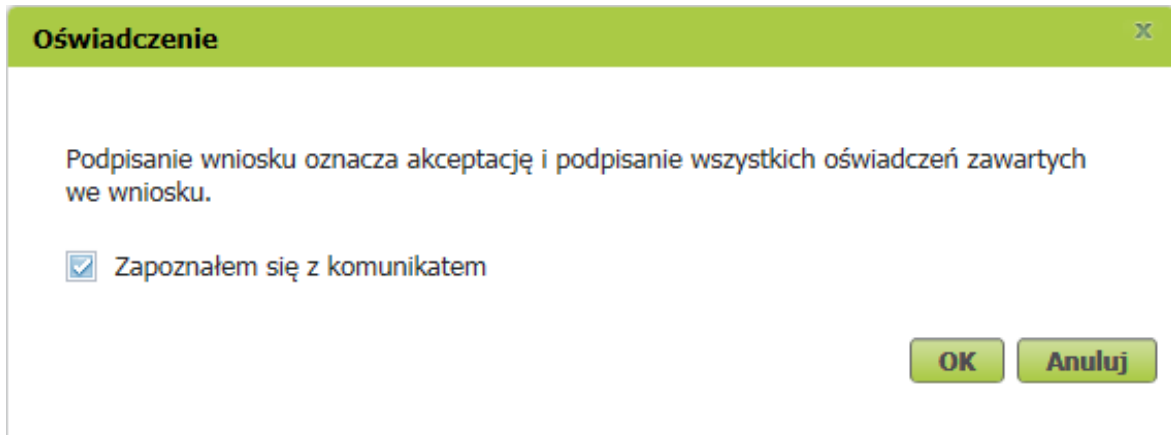 Oświadczenie
x
Podpisanie wniosku oznacza akceptację i podpisanie wszystkich oświadczeń zawartych
we wniosku.
Zapoznałem się z komunikatem
OK Anuluj